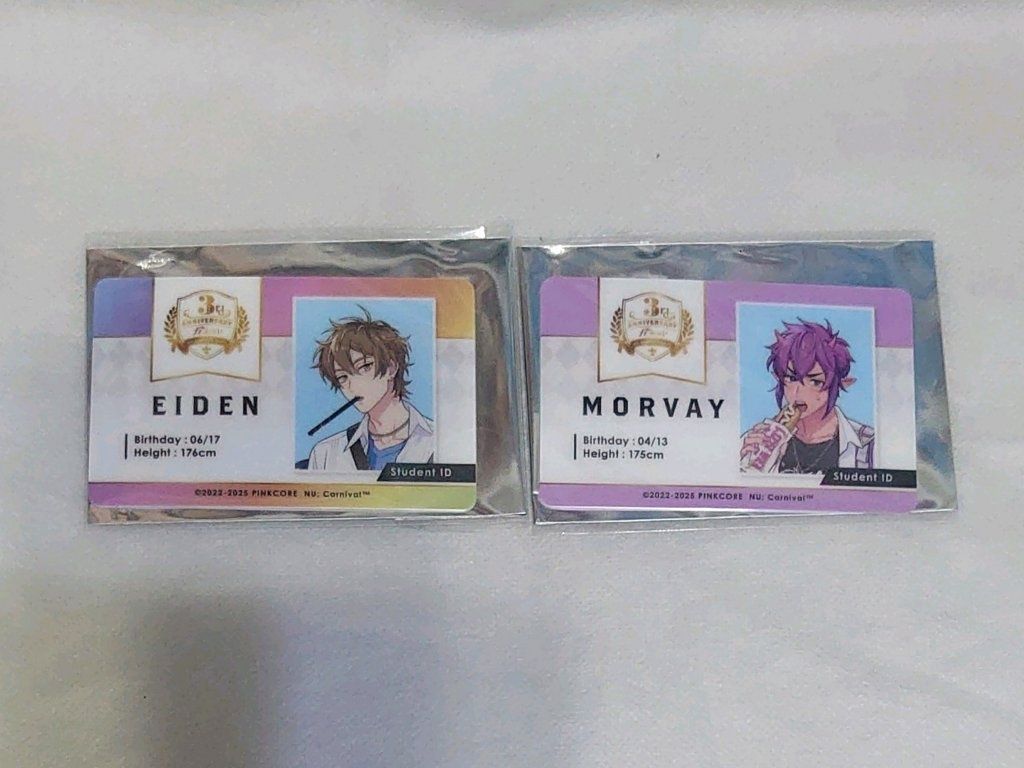 3rd
ANNIVERSARY
EIDEN
Birthday : 06/17
Height : 176cm
Student ID
©2022-2025 PINKCORE NU: Carnival™
3rd
ANNIVERSARY
MORVAY
Birthday : 04/13
Height : 175cm
Student ID
©2022-2025 PINKCORE NU: Carnival™